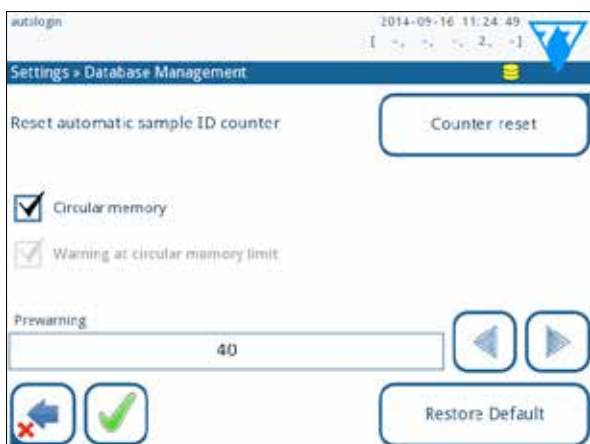 autologin
2014-09-16 11:24:49
[ -, -, -, 2, -]
Settings » Database Management
Reset automatic sample ID counter
Counter reset
Circular memory
Warning at circular memory limit
Prewarning
40
Restore Default